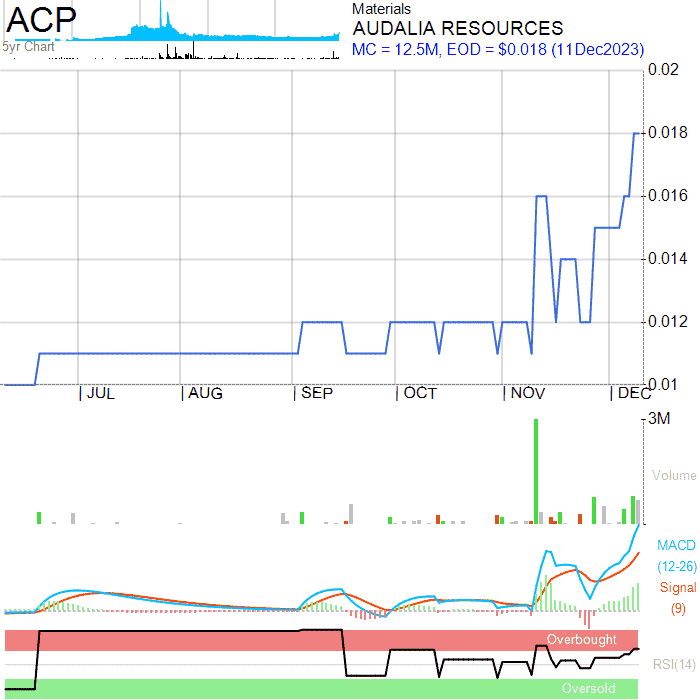 ACP
5yr Chart
Materials
AUDALIA RESOURCES
MC = 12.5M, EOD = $0.018 (11Dec2023)
0.02
0.018
0.016
0.014
0.012
0.01
| JUL | AUG | SEP | OCT | NOV | DEC
3M
Volume
MACD
(12-26)
Signal
(9)
Overbought
RSI(14)
Oversold